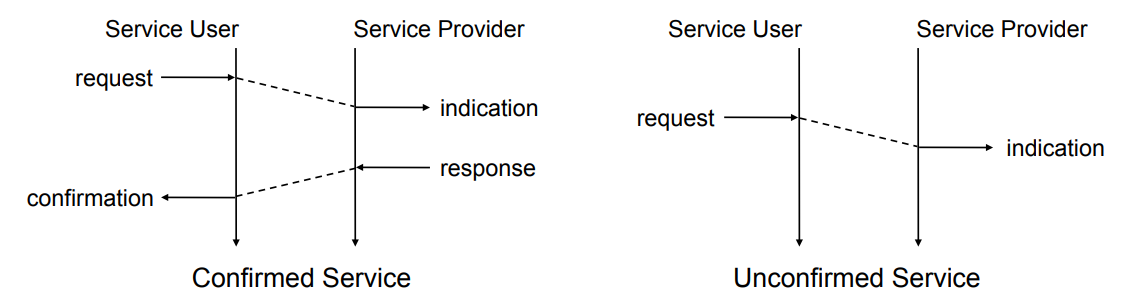 Service User Service Provider Service User Service Provider
request
indication
request
indication
response
confirmation
Confirmed Service Unconfirmed Service